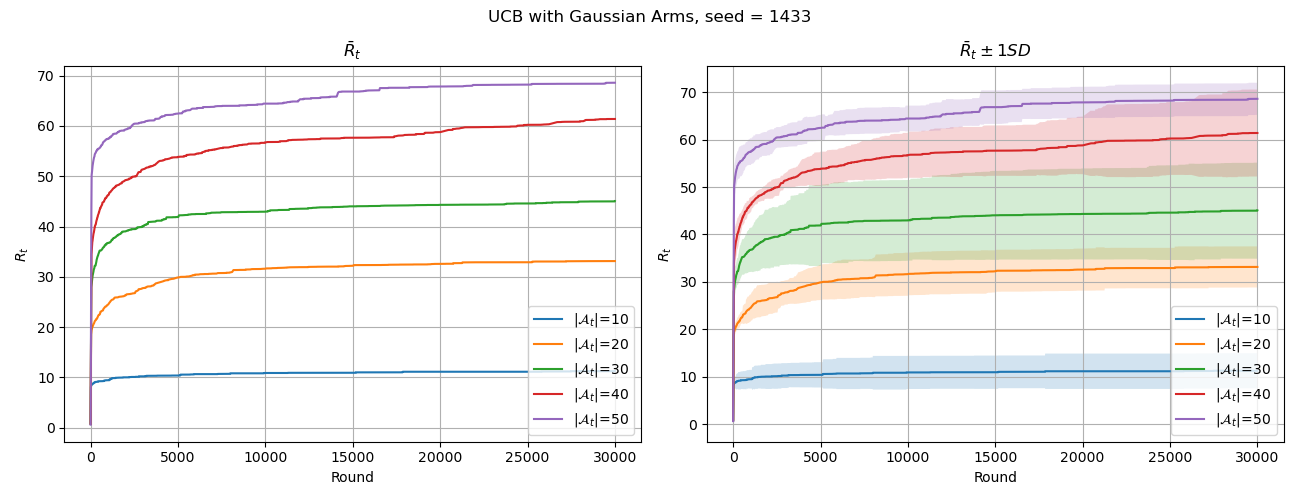 UCB with Gaussian Arms, seed = 1433
R̄ₜ
70
60
50
40
30
20
10
0
Rₜ
0 5000 10000 15000 20000 25000 30000
Round
|𝒜ₜ|=10
|𝒜ₜ|=20
|𝒜ₜ|=30
|𝒜ₜ|=40
|𝒜ₜ|=50
R̄ₜ ± 1SD
70
60
50
40
30
20
10
0
Rₜ
0 5000 10000 15000 20000 25000 30000
Round
|𝒜ₜ|=10
|𝒜ₜ|=20
|𝒜ₜ|=30
|𝒜ₜ|=40
|𝒜ₜ|=50